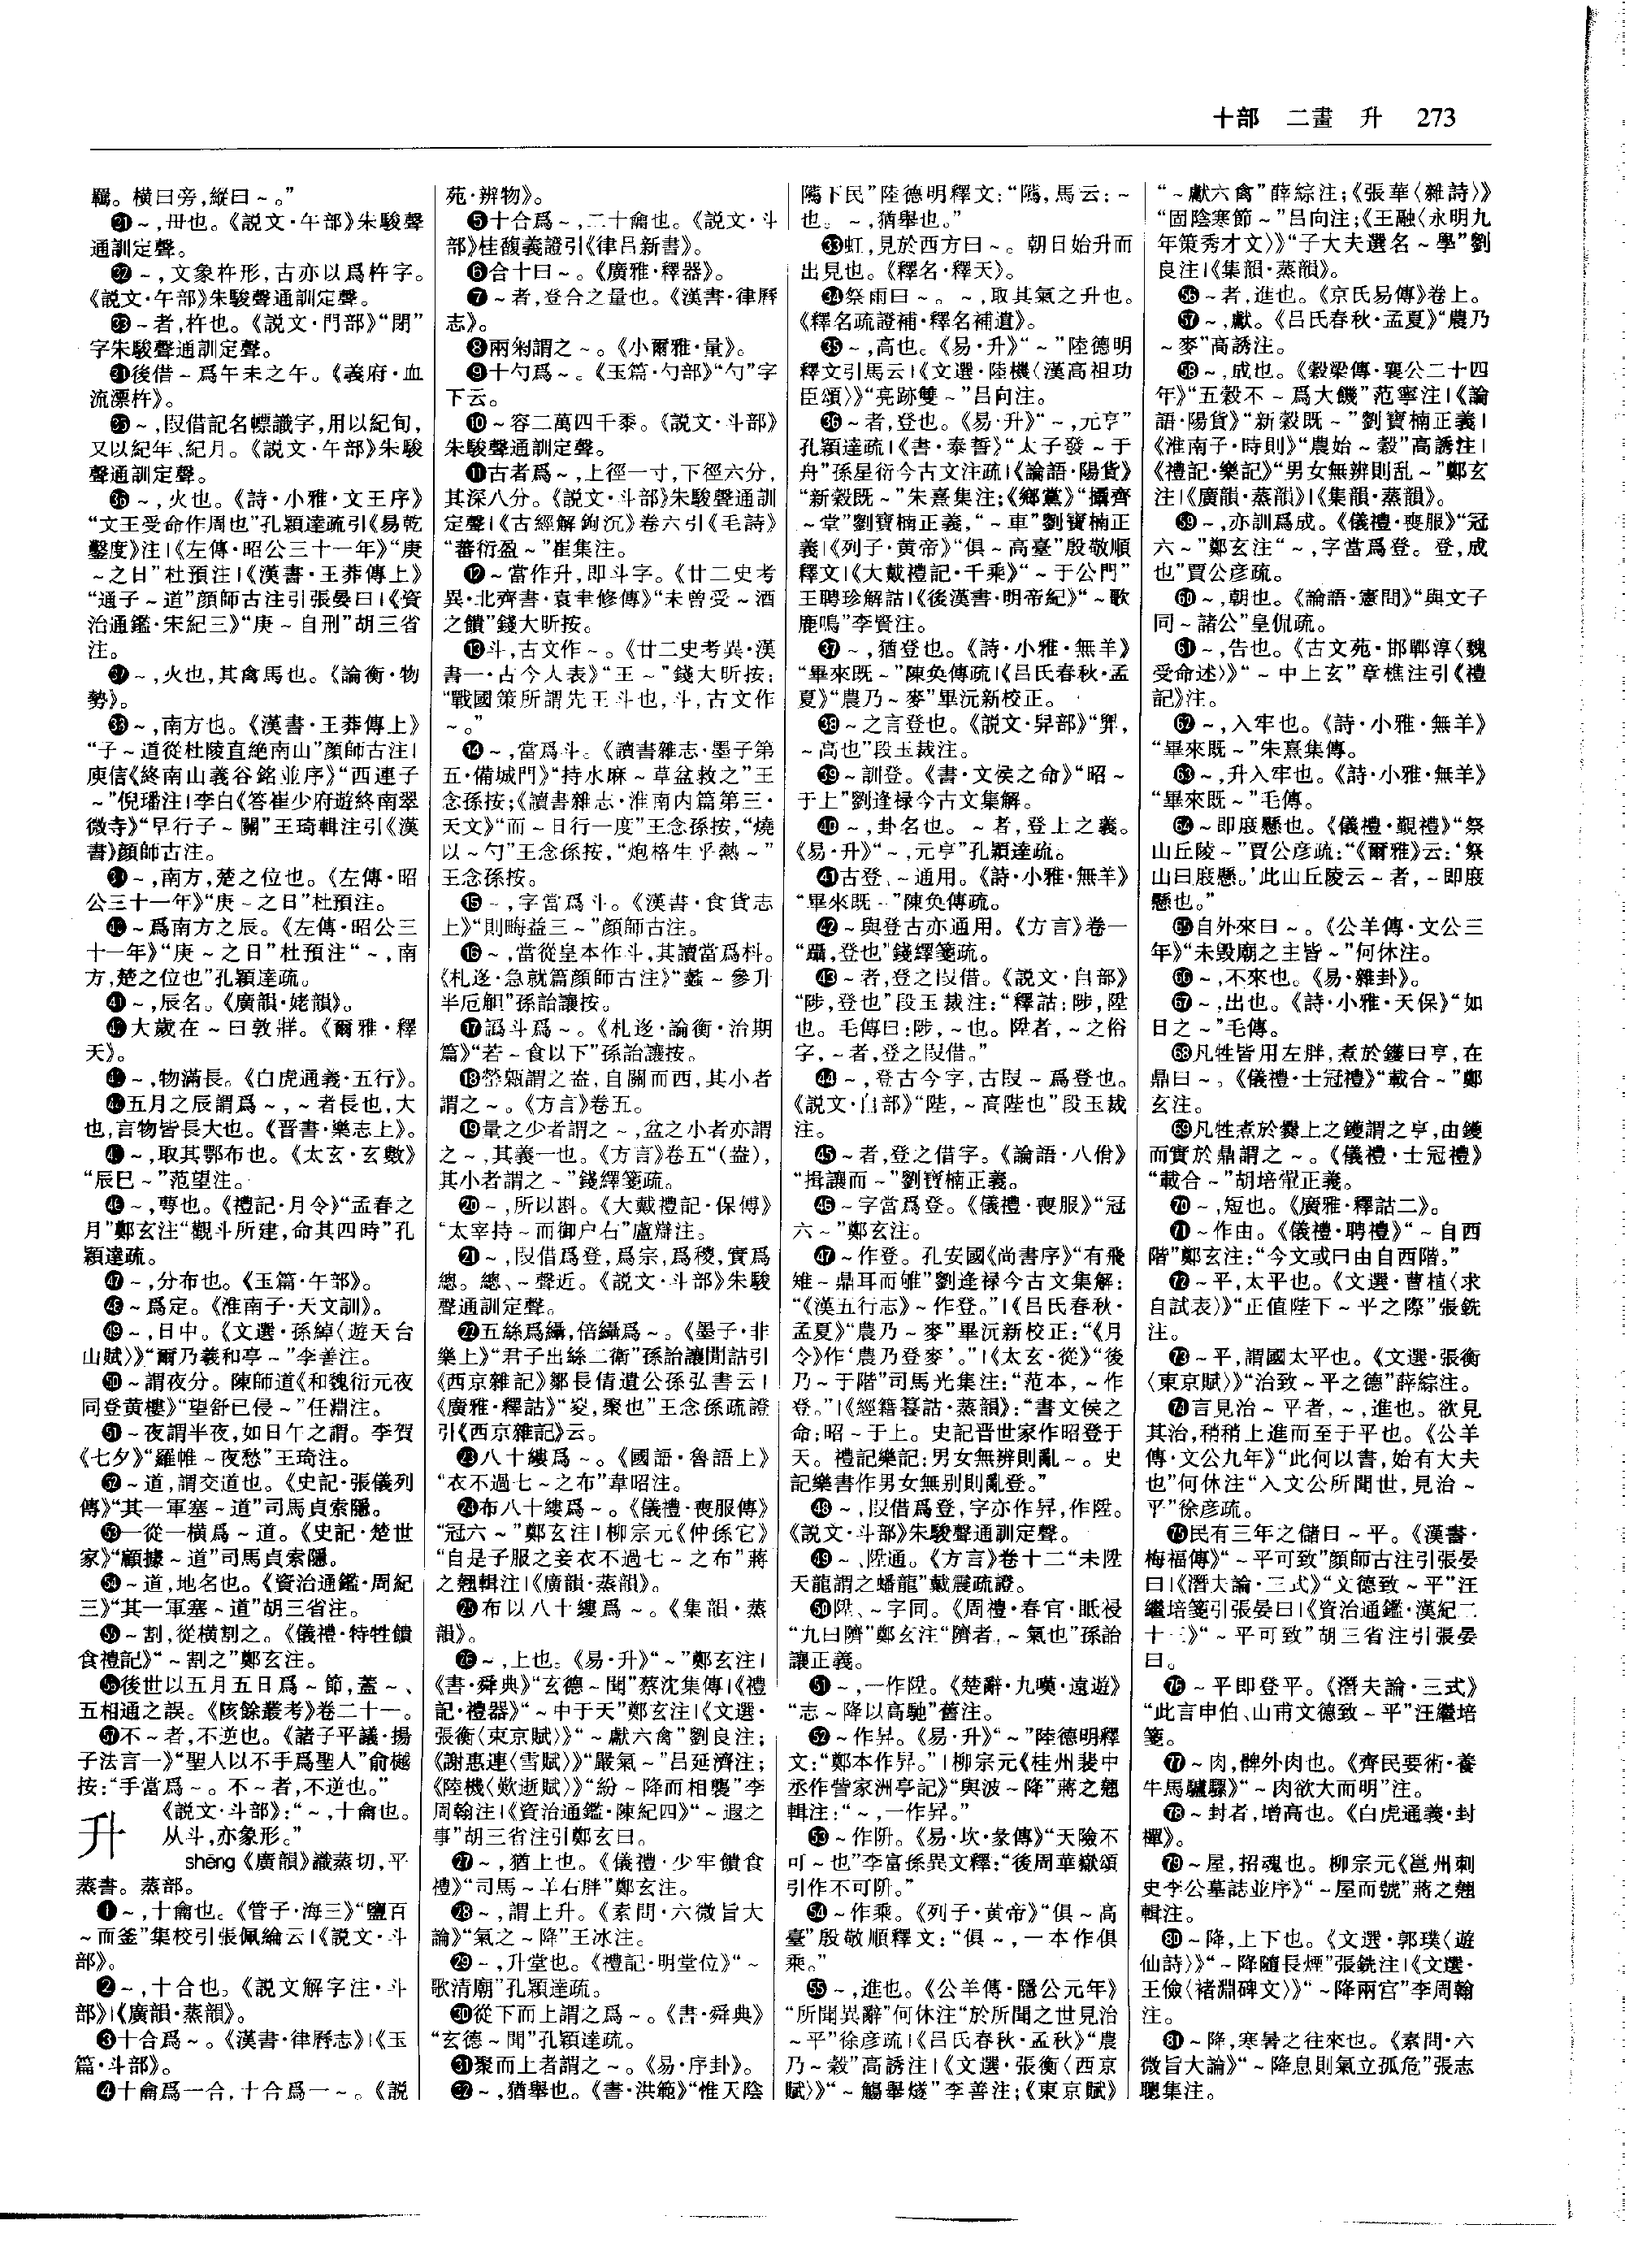 十部　二畫　升　273
羈。横曰旁,縱曰～。”
㉛～,卅也。《説文·午部》朱駿聲
通訓定聲。
㉜～,文象杵形,古亦以爲杵字。
《説文·午部》朱駿聲通訓定聲。
㉝～者,杵也。《説文·門部》“閉”
字朱駿聲通訓定聲。
㉞後借～爲午未之午。《義府·血
流漂杵》。
㉟～,叚借記名幖識字,用以紀旬,
又以紀年、紀月。《説文·午部》朱駿
聲通訓定聲。
㊱～,火也。《詩·小雅·文王序》
“文王受命作周也”孔穎達疏引《易乾
鑿度》注|《左傳·昭公三十一年》“庚
～之日”杜預注|《漢書·王莽傳上》
“通子～道”顔師古注引張晏曰|《資
治通鑑·宋紀三》“庚～自刑”胡三省
注。
㊲～,火也,其禽馬也。《論衡·物
勢》。
㊳～,南方也。《漢書·王莽傳上》
“子～道從杜陵直絶南山”顔師古注|
庾信《終南山義谷銘並序》“西連子
～”倪璠注|李白《答崔少府遊終南翠
微寺》“早行子～關”王琦輯注引《漢
書》顔師古注。
㊴～,南方,楚之位也。《左傳·昭
公三十一年》“庚～之日”杜預注。
㊵～爲南方之辰。《左傳·昭公三
十一年》“庚～之日”杜預注“～,南
方,楚之位也”孔穎達疏。
㊶～,辰名。《廣韻·姥韻》。
㊷大歲在～曰敦牂。《爾雅·釋
天》。
㊸～,物滿長。《白虎通義·五行》。
㊹五月之辰謂爲～,～者長也,大
也,言物皆長大也。《晋書·樂志上》。
㊺～,取其鄂布也。《太玄·玄數》
“辰巳～”范望注。
㊻～,蕚也。《禮記·月令》“孟春之
月”鄭玄注“觀斗所建,命其四時”孔
穎達疏。
㊼～,分布也。《玉篇·午部》。
㊽～爲定。《淮南子·天文訓》。
㊾～,日中。《文選·孫綽〈遊天台
山賦〉》“爾乃羲和亭～”李善注。
㊿～謂夜分。陳師道《和魏衍元夜
同登黄樓》“望舒已侵～”任淵注。
51～夜謂半夜,如日午之謂。李賀
《七夕》“羅帷～夜愁”王琦注。
52～道,謂交道也。《史記·張儀列
傳》“其一軍塞～道”司馬貞索隱。
53一從一横爲～道。《史記·楚世
家》“顧據～道”司馬貞索隱。
54～道,地名也。《資治通鑑·周紀
三》“其一軍塞～道”胡三省注。
55～割,從横割之。《儀禮·特牲饋
食禮記》“～割之”鄭玄注。
56後世以五月五日爲～節,蓋～、
五相通之誤。《陔餘叢考》卷二十一。
57不～者,不逆也。《諸子平議·揚
子法言一》“聖人以不手爲聖人”俞樾
按:“手當爲～。不～者,不逆也。”
升　《説文·斗部》:“～,十龠也。
从斗,亦象形。”
shēng《廣韻》識蒸切,平
蒸書。蒸部。
❶～,十龠也。《管子·海三》“鹽百
～而釜”集校引張佩綸云|《説文·斗
部》。
❷～,十合也。《説文解字注·斗
部》|《廣韻·蒸韻》。
❸十合爲～。《漢書·律曆志》|《玉
篇·斗部》。
❹十龠爲一合,十合爲一～。《説
苑·辨物》。
❺十合爲～,二十龠也。《説文·斗
部》桂馥義證引《律吕新書》。
❻合十曰～。《廣雅·釋器》。
❼～者,登合之量也。《漢書·律曆
志》。
❽兩匊謂之～。《小爾雅·量》。
❾十勺爲～。《玉篇·勺部》“勺”字
下云。
❿～容二萬四千黍。《説文·斗部》
朱駿聲通訓定聲。
⓫古者爲～,上徑一寸,下徑六分,
其深八分。《説文·斗部》朱駿聲通訓
定聲|《古經解鉤沉》卷六引《毛詩》
“蕃衍盈～”崔集注。
⓬～當作升,即斗字。《廿二史考
異·北齊書·袁聿修傳》“未曾受～酒
之饋”錢大昕按。
⓭斗,古文作～。《廿二史考異·漢
書一·古今人表》“王～”錢大昕按:
“戰國策所謂先王斗也,斗,古文作
～。”
⓮～,當爲斗。《讀書雜志·墨子第
五·備城門》“持水麻～草盆救之”王
念孫按;《讀書雜志·淮南内篇第三·
天文》“而～日行一度”王念孫按,“燒
以～勺”王念孫按,“炮格生乎熱～”
王念孫按。
⓯～,字當爲斗。《漢書·食貨志
上》“則畮益三～”顔師古注。
⓰～,當從皇本作斗,其讀當爲枓。
《札迻·急就篇顔師古注》“蠡～參升
半卮觛”孫詒讓按。
⓱譌斗爲～。《札迻·論衡·治期
篇》“若～食以下”孫詒讓按。
⓲罃甀謂之盎,自關而西,其小者
謂之～。《方言》卷五。
⓳量之少者謂之～,盆之小者亦謂
之～,其義一也。《方言》卷五“(盎),
其小者謂之～”錢繹箋疏。
⓴～,所以斟。《大戴禮記·保傅》
“太宰持～而御户右”盧辯注。
㉑～,叚借爲登,爲宗,爲稷,實爲
總。總、～聲近。《説文·斗部》朱駿
聲通訓定聲。
㉒五絲爲䌰,倍䌰爲～。《墨子·非
樂上》“君子出絲二衛”孫詒讓閒詁引
《西京雜記》鄒長倩遺公孫弘書云|
《廣雅·釋詁》“㚇,聚也”王念孫疏證
引《西京雜記》云。
㉓八十縷爲～。《國語·魯語上》
“衣不過七～之布”韋昭注。
㉔布八十縷爲～。《儀禮·喪服傳》
“冠六～”鄭玄注|柳宗元《仲孫它》
“自是子服之妾衣不過七～之布”蔣
之翹輯注|《廣韻·蒸韻》。
㉕布以八十縷爲～。《集韻·蒸
韻》。
㉖～,上也。《易·升》“～”鄭玄注|
《書·舜典》“玄德～聞”蔡沈集傳|《禮
記·禮器》“～中于天”鄭玄注|《文選·
張衡〈東京賦〉》“～獻六禽”劉良注;
《謝惠連〈雪賦〉》“嚴氣～”吕延濟注;
《陸機〈歎逝賦〉》“紛～降而相襲”李
周翰注|《資治通鑑·陳紀四》“～遐之
事”胡三省注引鄭玄曰。
㉗～,猶上也。《儀禮·少牢饋食
禮》“司馬～羊右胖”鄭玄注。
㉘～,謂上升。《素問·六微旨大
論》“氣之～降”王冰注。
㉙～,升堂也。《禮記·明堂位》“～
歌清廟”孔穎達疏。
㉚從下而上謂之爲～。《書·舜典》
“玄德～聞”孔穎達疏。
㉛聚而上者謂之～。《易·序卦》。
㉜～,猶舉也。《書·洪範》“惟天陰
隲下民”陸德明釋文:“隲,馬云:～
也。～,猶舉也。”
㉝虹,見於西方曰～。朝日始升而
出見也。《釋名·釋天》。
㉞祭雨曰～。～,取其氣之升也。
《釋名疏證補·釋名補遺》。
㉟～,高也。《易·升》“～”陸德明
釋文引馬云|《文選·陸機〈漢高祖功
臣頌〉》“亮跡雙～”吕向注。
㊱～者,登也。《易·升》“～,元亨”
孔穎達疏|《書·泰誓》“太子發～于
舟”孫星衍今古文注疏|《論語·陽貨》
“新穀既～”朱熹集注;《鄉黨》“攝齊
～堂”劉寶楠正義,“～車”劉寶楠正
義|《列子·黄帝》“俱～高臺”殷敬順
釋文|《大戴禮記·千乘》“～于公門”
王聘珍解詁|《後漢書·明帝紀》“～歌
鹿鳴”李賢注。
㊲～,猶登也。《詩·小雅·無羊》
“畢來既～”陳奂傳疏|《吕氏春秋·孟
夏》“農乃～麥”畢沅新校正。
㊳～之言登也。《説文·舁部》“𢍱,
～高也”段玉裁注。
㊴～訓登。《書·文侯之命》“昭～
于上”劉逢禄今古文集解。
㊵～,卦名也。～者,登上之義。
《易·升》“～,元亨”孔穎達疏。
㊶古登、～通用。《詩·小雅·無羊》
“畢來既～”陳奂傳疏。
㊷～與登古亦通用。《方言》卷一
“躡,登也”錢繹箋疏。
㊸～者,登之叚借。《説文·𨸏部》
“陟,登也”段玉裁注:“釋詁:陟,陞
也。毛傳曰:陟,～也。陞者,～之俗
字,～者,登之叚借。”
㊹～,登古今字,古叚～爲登也。
《説文·𨸏部》“陛,～高陛也”段玉裁
注。
㊺～者,登之借字。《論語·八佾》
“揖讓而～”劉寶楠正義。
㊻～字當爲登。《儀禮·喪服》“冠
六～”鄭玄注。
㊼～作登。孔安國《尚書序》“有飛
雉～鼎耳而雊”劉逢禄今古文集解:
“《漢五行志》～作登。”|《吕氏春秋·
孟夏》“農乃～麥”畢沅新校正:“《月
令》作‘農乃登麥’。”|《太玄·從》“後
乃～于階”司馬光集注:“范本,～作
登。”|《經籍籑詁·蒸韻》:“書文侯之
命:昭～于上。史記晋世家作昭登于
天。禮記樂記:男女無辨則亂～。史
記樂書作男女無别則亂登。”
㊽～,叚借爲登,字亦作昇,作陞。
《説文·斗部》朱駿聲通訓定聲。
㊾～、陞通。《方言》卷十二“未陞
天龍謂之蟠龍”戴震疏證。
㊿陞、～字同。《周禮·春官·眡祲》
“九曰隮”鄭玄注“隮者,～氣也”孫詒
讓正義。
51～,一作陞。《楚辭·九嘆·遠遊》
“志～降以高馳”舊注。
52～作昇。《易·升》“～”陸德明釋
文:“鄭本作昇。”|柳宗元《桂州裴中
丞作訾家洲亭記》“與波～降”蔣之翹
輯注:“～,一作昇。”
53～作阩。《易·坎·彖傳》“天險不
可～也”李富孫異文釋:“後周華嶽頌
引作不可阩。”
54～作乘。《列子·黄帝》“俱～高
臺”殷敬順釋文:“俱～,一本作俱
乘。”
55～,進也。《公羊傳·隱公元年》
“所聞異辭”何休注“於所聞之世見治
～平”徐彦疏|《吕氏春秋·孟秋》“農
乃～穀”高誘注|《文選·張衡〈西京
賦〉》“～觴舉燧”李善注;《東京賦》
“～獻六禽”薛綜注;《張華〈雜詩〉》
“固陰寒節～”吕向注;《王融〈永明九
年策秀才文〉》“子大夫選名～學”劉
良注|《集韻·蒸韻》。
56～者,進也。《京氏易傳》卷上。
57～,獻。《吕氏春秋·孟夏》“農乃
～麥”高誘注。
58～,成也。《穀梁傳·襄公二十四
年》“五穀不～爲大饑”范甯注|《論
語·陽貨》“新穀既～”劉寶楠正義|
《淮南子·時則》“農始～穀”高誘注|
《禮記·樂記》“男女無辨則乱～”鄭玄
注|《廣韻·蒸韻》|《集韻·蒸韻》。
59～,亦訓爲成。《儀禮·喪服》“冠
六～”鄭玄注“～,字當爲登。登,成
也”賈公彦疏。
60～,朝也。《論語·憲問》“與文子
同～諸公”皇侃疏。
61～,告也。《古文苑·邯鄲淳〈魏
受命述〉》“～中上玄”章樵注引《禮
記》注。
62～,入牢也。《詩·小雅·無羊》
“畢來既～”朱熹集傳。
63～,升入牢也。《詩·小雅·無羊》
“畢來既～”毛傳。
64～即庪懸也。《儀禮·覲禮》“祭
山丘陵～”賈公彦疏:“《爾雅》云:‘祭
山曰庪懸。’此山丘陵云～者,～即庪
懸也。”
65自外來曰～。《公羊傳·文公三
年》“未毁廟之主皆～”何休注。
66～,不來也。《易·雜卦》。
67～,出也。《詩·小雅·天保》“如
日之～”毛傳。
68凡牲皆用左胖,煮於鑊曰亨,在
鼎曰～。《儀禮·士冠禮》“載合～”鄭
玄注。
69凡牲煮於爨上之鑊謂之亨,由鑊
而實於鼎謂之～。《儀禮·士冠禮》
“載合～”胡培翬正義。
70～,短也。《廣雅·釋詁二》。
71～作由。《儀禮·聘禮》“～自西
階”鄭玄注:“今文或曰由自西階。”
72～平,太平也。《文選·曹植〈求
自試表〉》“正值陛下～平之際”張銑
注。
73～平,謂國太平也。《文選·張衡
〈東京賦〉》“治致～平之德”薛綜注。
74言見治～平者,～,進也。欲見
其治,稍稍上進而至于平也。《公羊
傳·文公九年》“此何以書,始有大夫
也”何休注“入文公所聞世,見治～
平”徐彦疏。
75民有三年之儲曰～平。《漢書·
梅福傳》“～平可致”顔師古注引張晏
曰|《潛夫論·三式》“文德致～平”汪
繼培箋引張晏曰|《資治通鑑·漢紀二
十三》“～平可致”胡三省注引張晏
曰。
76～平即登平。《潛夫論·三式》
“此言申伯、山甫文德致～平”汪繼培
箋。
77～肉,髀外肉也。《齊民要術·養
牛馬驢騾》“～肉欲大而明”注。
78～封者,增高也。《白虎通義·封
禪》。
79～屋,招魂也。柳宗元《邕州刺
史李公墓誌並序》“～屋而號”蔣之翹
輯注。
80～降,上下也。《文選·郭璞〈遊
仙詩〉》“～降隨長煙”張銑注|《文選·
王儉〈褚淵碑文〉》“～降兩宫”李周翰
注。
81～降,寒暑之往來也。《素問·六
微旨大論》“～降息則氣立孤危”張志
聰集注。